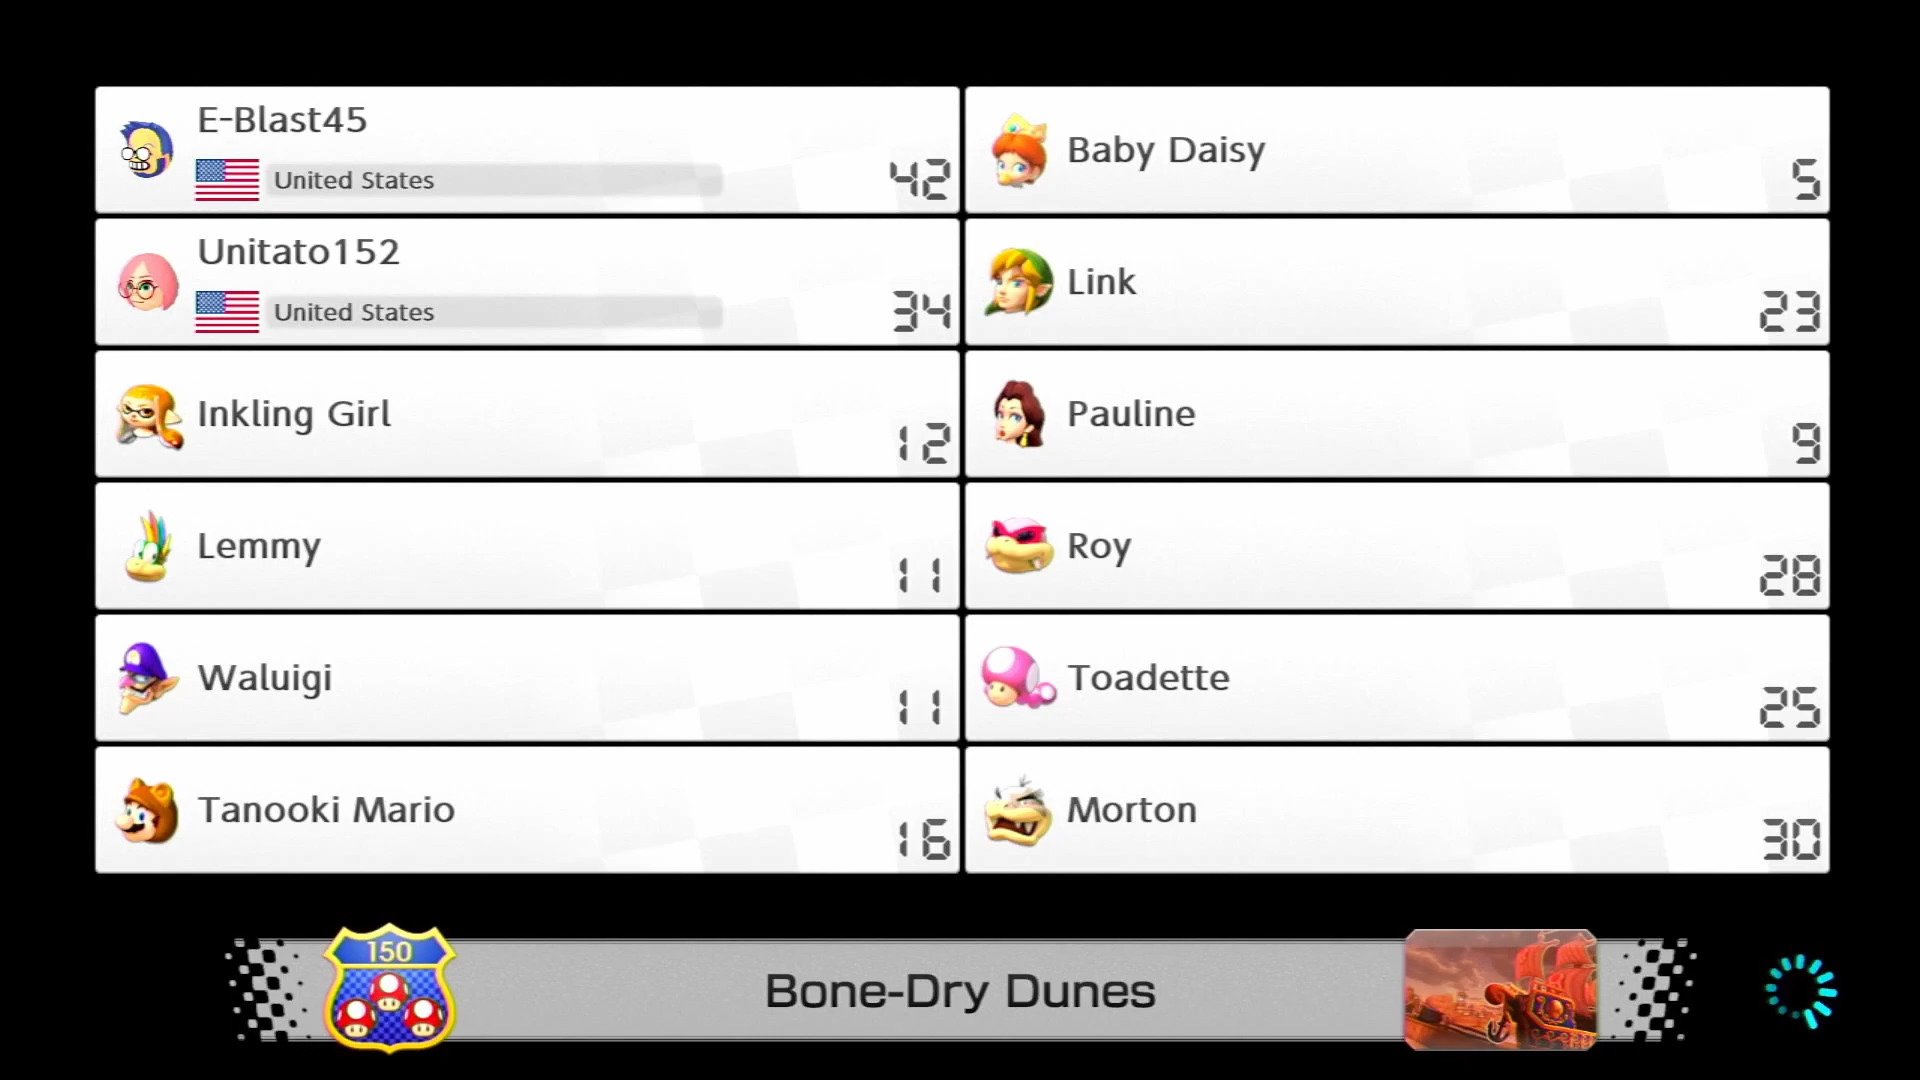 E-Blast45
United States
42
Unitato152
United States
34
Inkling Girl
12
Lemmy
11
Waluigi
11
Tanooki Mario
16
Baby Daisy
5
Link
23
Pauline
9
Roy
28
Toadette
25
Morton
30
150
Bone-Dry Dunes